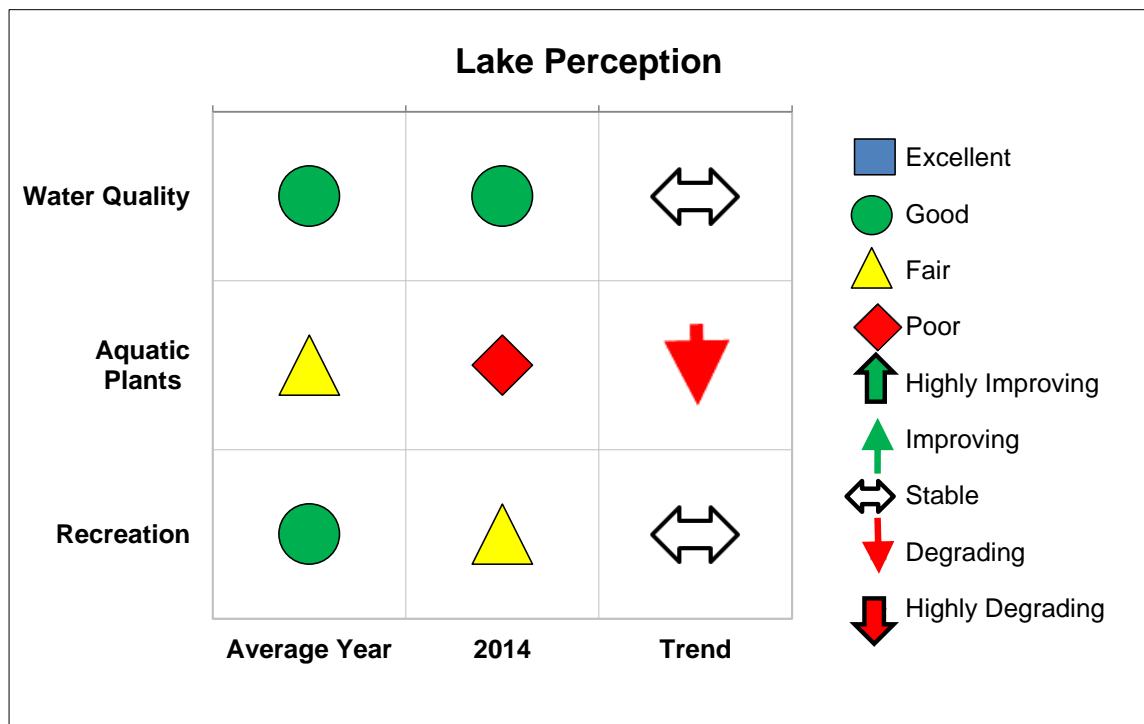 Lake Perception
Water Quality
Aquatic
Plants
Recreation
Average Year
2014
Trend
Excellent
Good
Fair
Poor
Highly Improving
Improving
Stable
Degrading
Highly Degrading